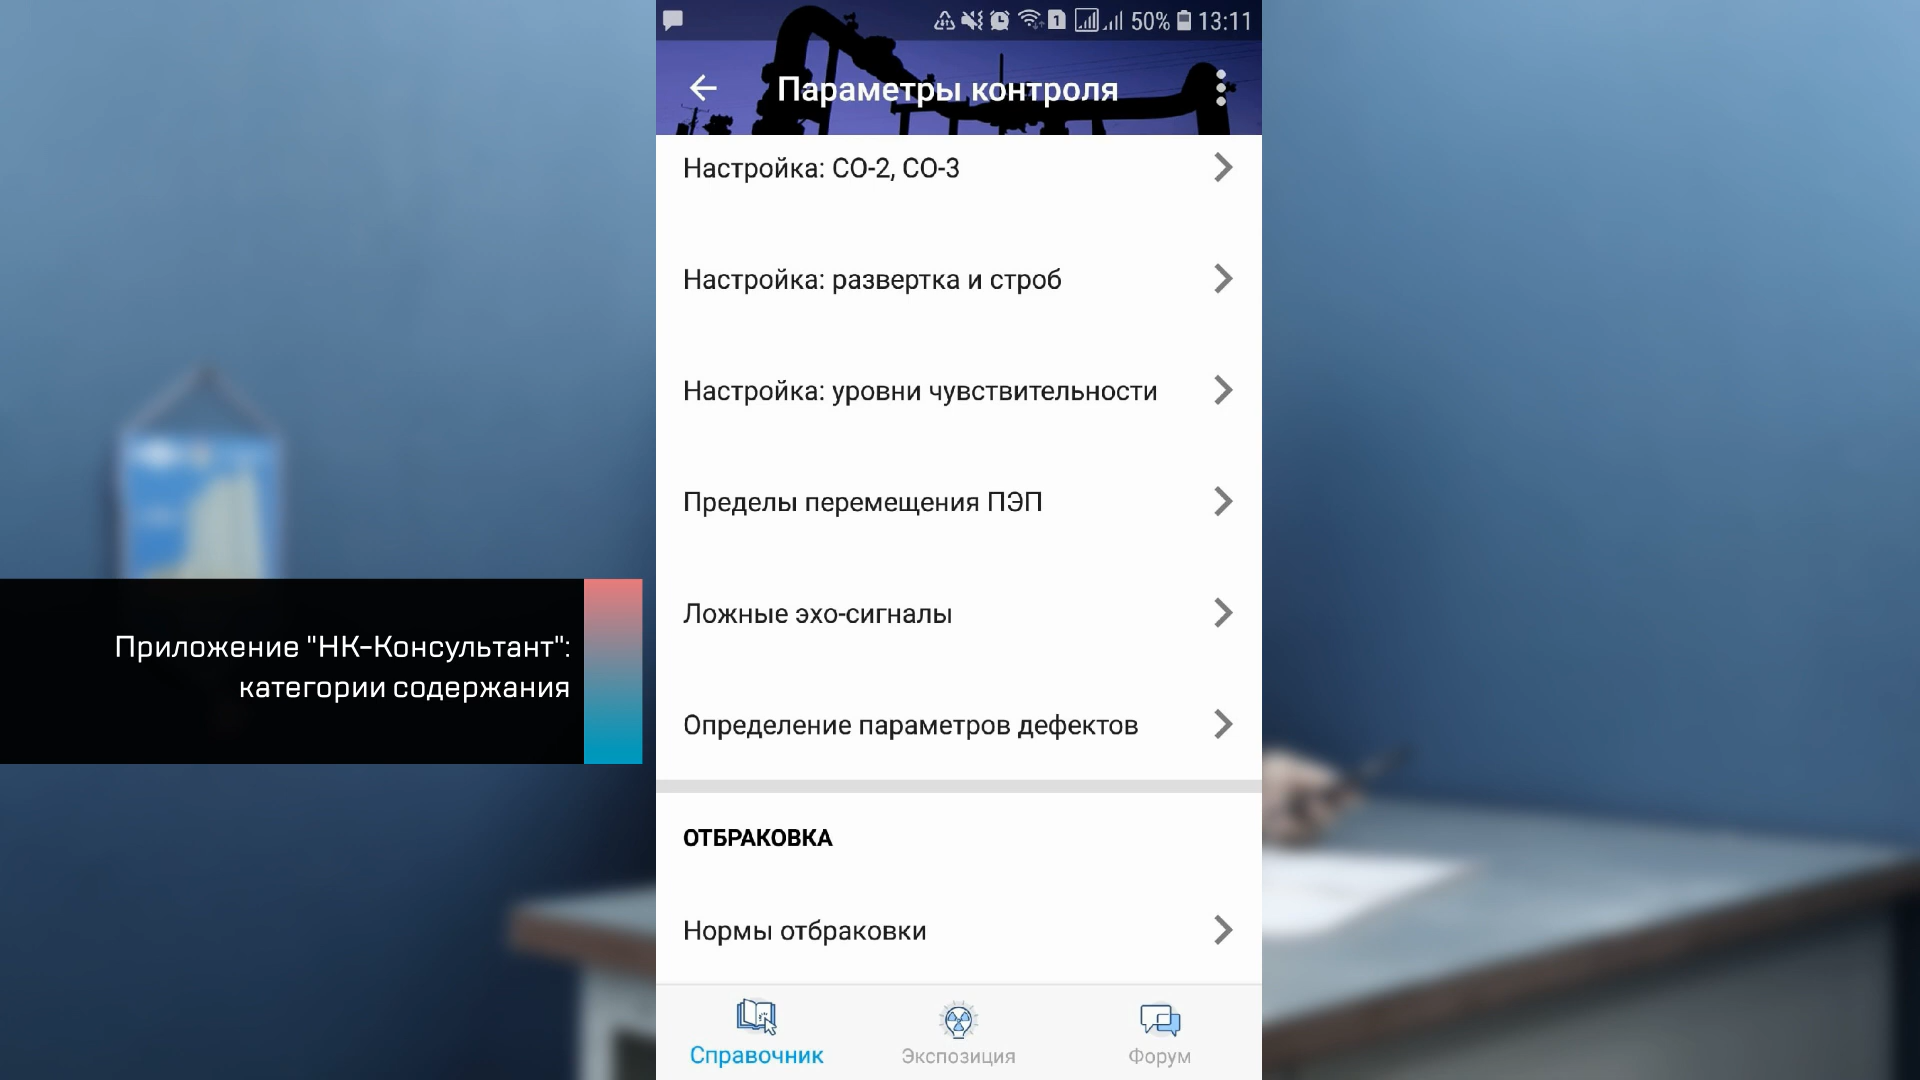 50% 13:11
Параметры контроля
Настройка: СО-2, СО-3
Настройка: развертка и строб
Настройка: уровни чувствительности
Пределы перемещения ПЭП
Ложные эхо-сигналы
Определение параметров дефектов
ОТБРАКОВКА
Нормы отбраковки
Справочник
Экспозиция
Форум
Приложение "НК-Консультант":
категории содержания